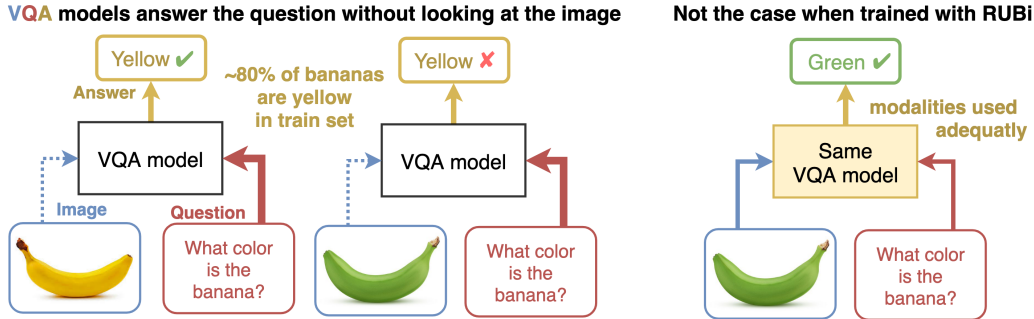 VQA models answer the question without looking at the image
Yellow ✔
Answer
~80% of bananas
are yellow
in train set
VQA model
Image
Question
What color
is the
banana?
Yellow ✘
VQA model
What color
is the
banana?
Not the case when trained with RUBi
Green ✔
modalities used
adequatly
Same
VQA model
What color
is the
banana?